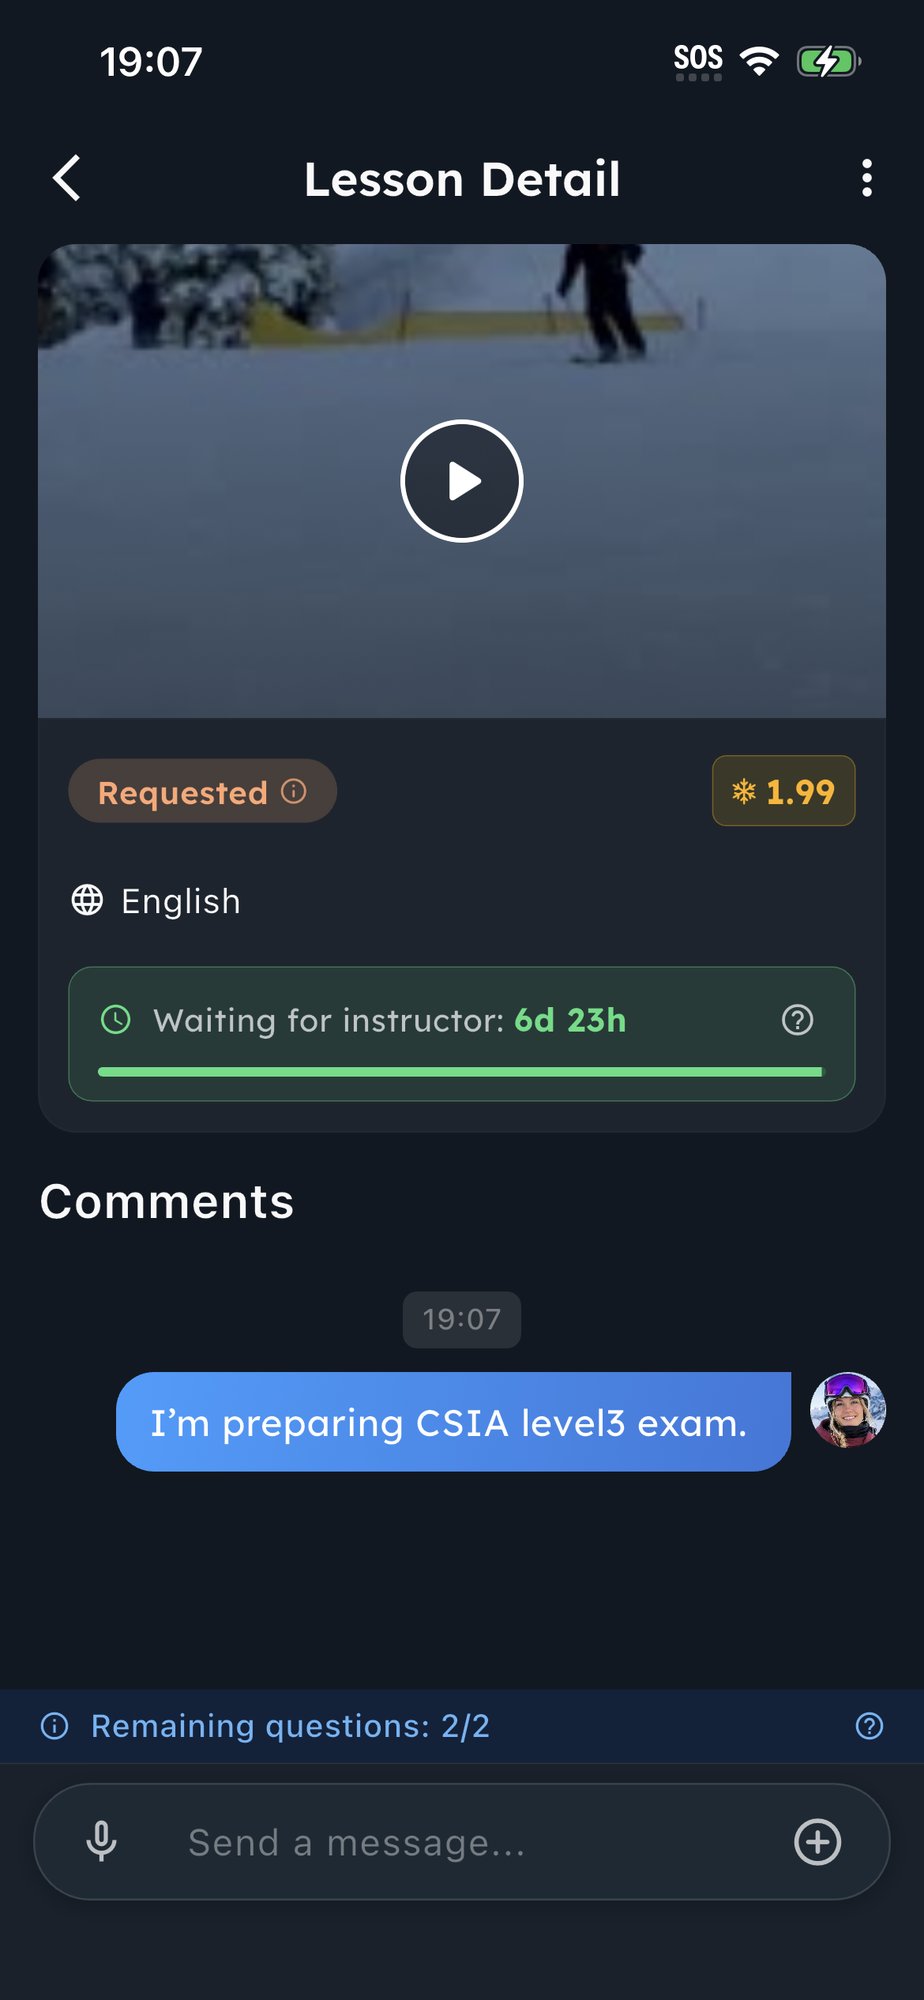 19:07
SOS
Lesson Detail
Requested
1.99
English
Waiting for instructor: 6d 23h
Comments
19:07
I’m preparing CSIA level3 exam.
Remaining questions: 2/2
Send a message...